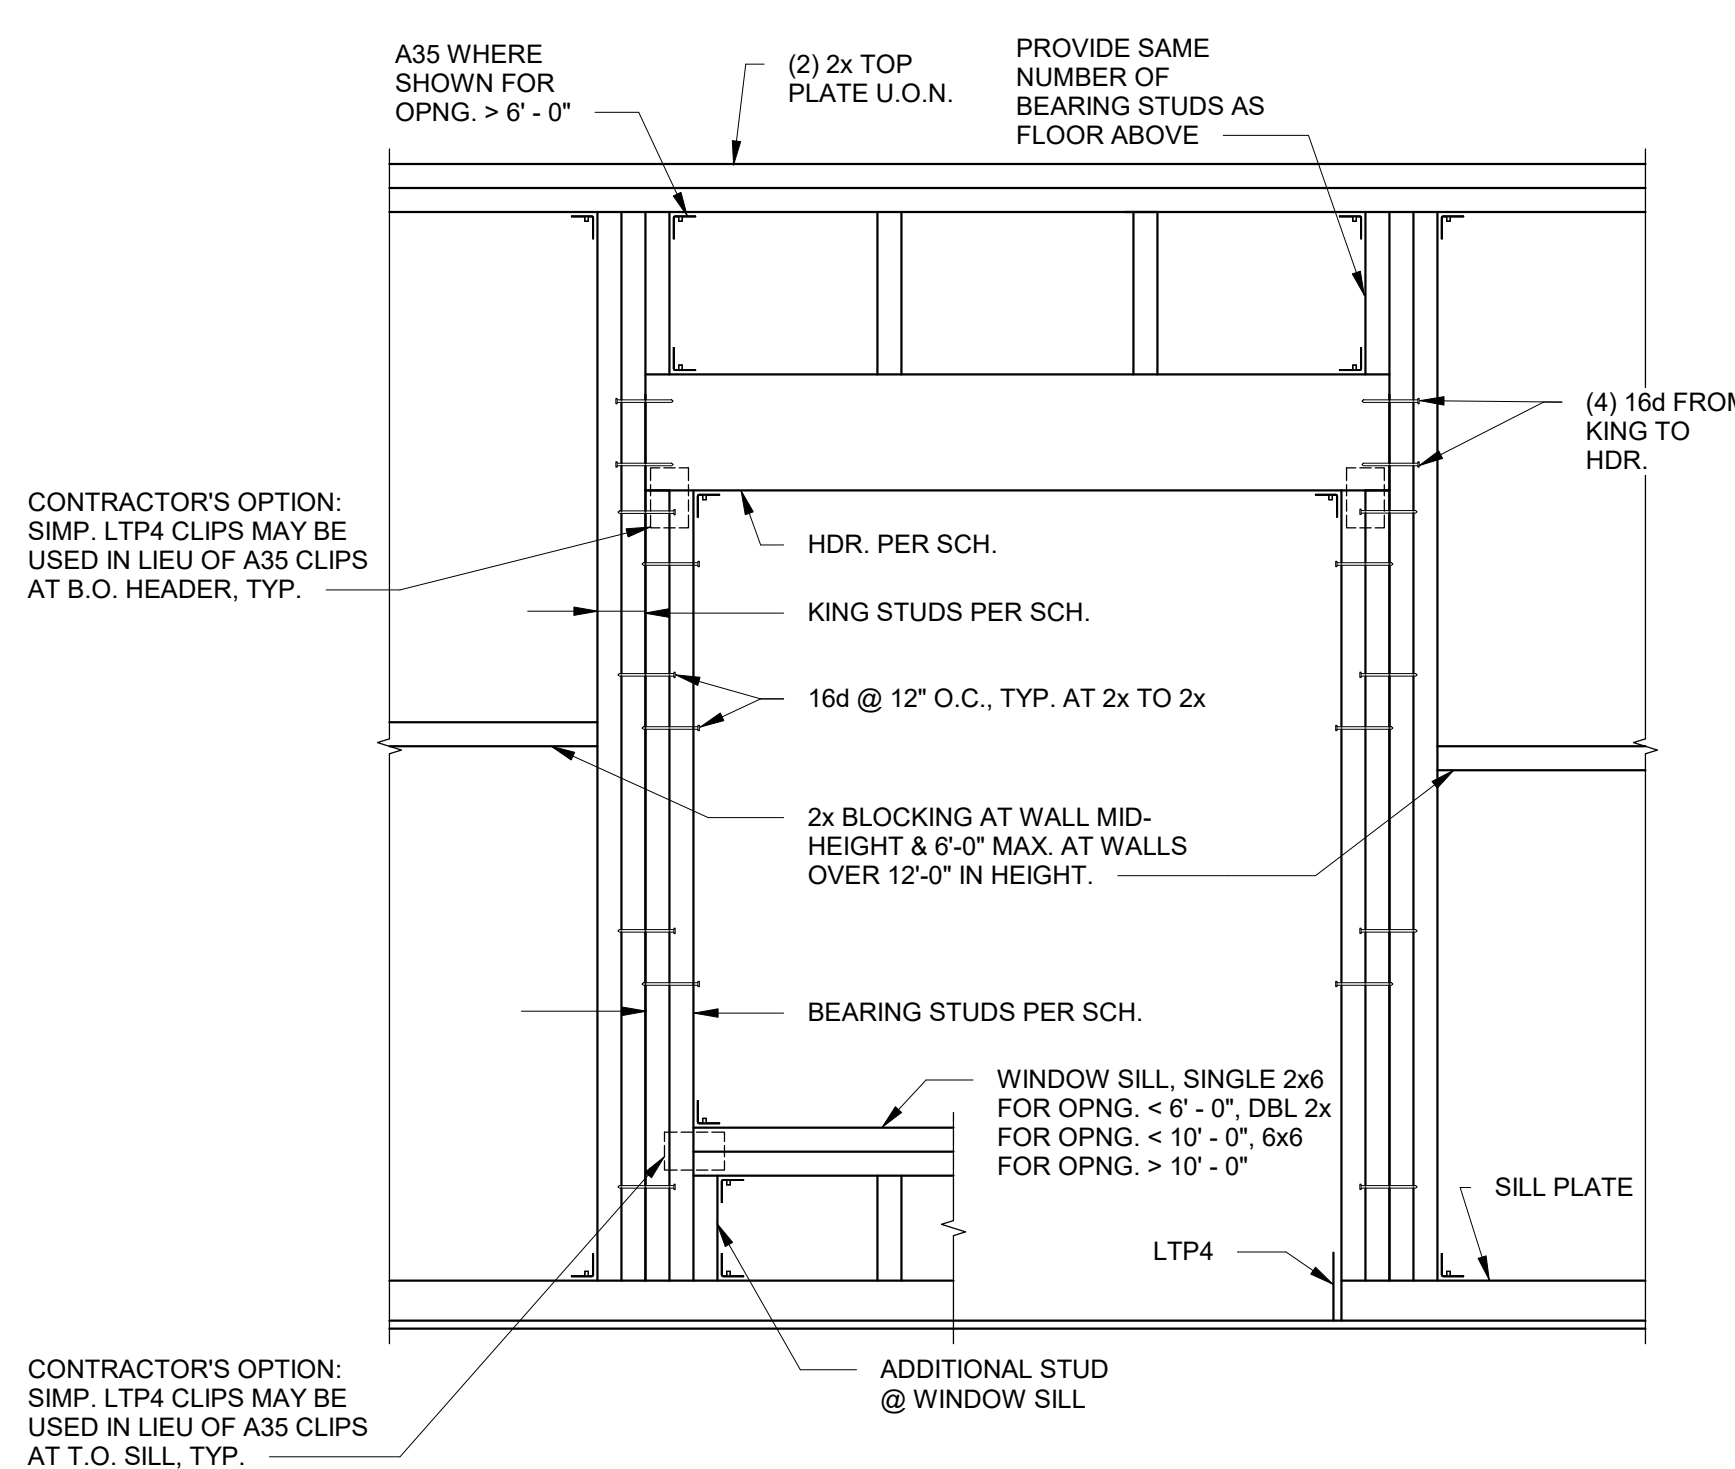 A35 WHERE
SHOWN FOR
OPNG. > 6' - 0"
(2) 2x TOP
PLATE U.O.N.
PROVIDE SAME
NUMBER OF
BEARING STUDS AS
FLOOR ABOVE
(4) 16d FROM
KING TO
HDR.
CONTRACTOR'S OPTION:
SIMP. LTP4 CLIPS MAY BE
USED IN LIEU OF A35 CLIPS
AT B.O. HEADER, TYP.
HDR. PER SCH.
KING STUDS PER SCH.
16d @ 12" O.C., TYP. AT 2x TO 2x
2x BLOCKING AT WALL MID-
HEIGHT & 6'-0" MAX. AT WALLS
OVER 12'-0" IN HEIGHT.
BEARING STUDS PER SCH.
WINDOW SILL, SINGLE 2x6
FOR OPNG. < 6' - 0", DBL 2x
FOR OPNG. < 10' - 0", 6x6
FOR OPNG. > 10' - 0"
SILL PLATE
LTP4
CONTRACTOR'S OPTION:
SIMP. LTP4 CLIPS MAY BE
USED IN LIEU OF A35 CLIPS
AT T.O. SILL, TYP.
ADDITIONAL STUD
@ WINDOW SILL